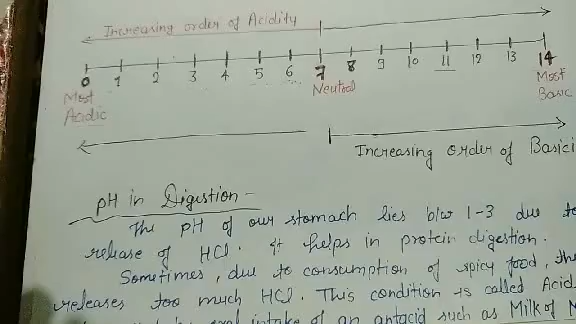 Increasing order of Acidity
0 1 2 3 4 5 6 7 8 9 10 11 12 13 14
Most Acidic
Neutral
Most Basic
Increasing order of Basici
pH in Digestion -
The pH of our stomach lies b/w 1-3 due to
release of HCl. It helps in protein digestion.
Sometimes, due to consumption of spicy food, the
releases too much HCl. This condition is called Acid
intake of an antacid such as Milk of M